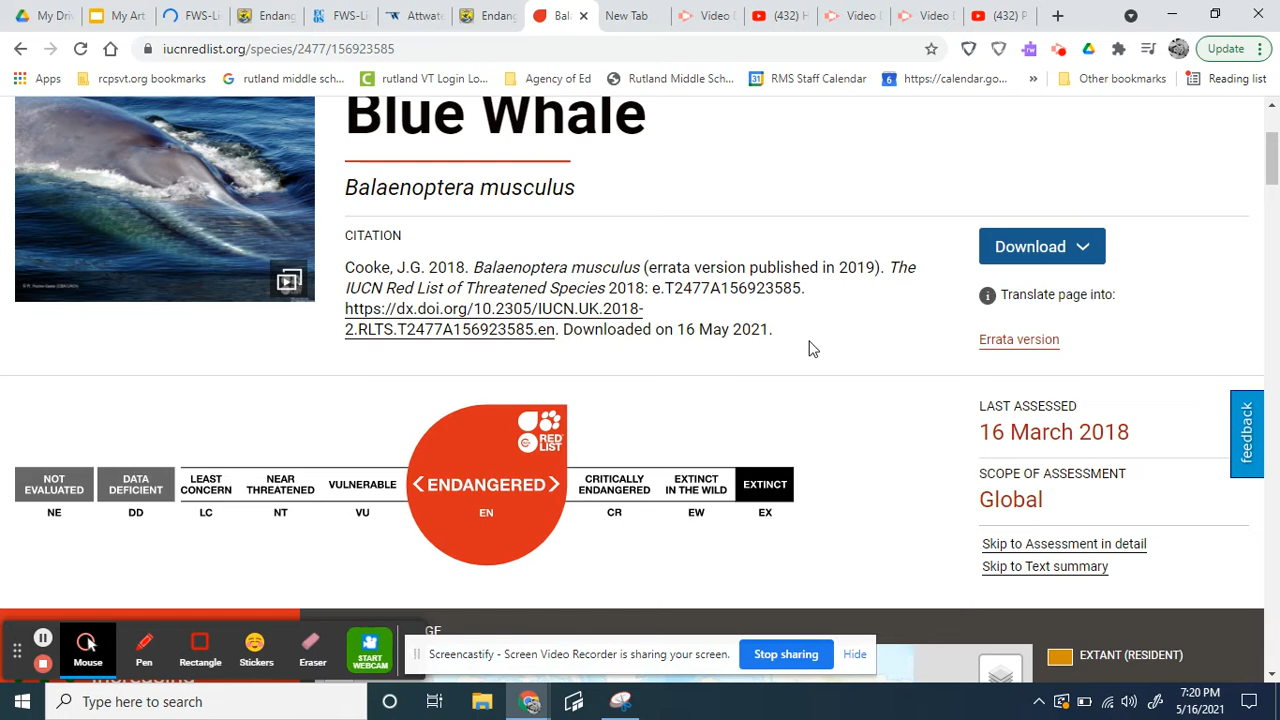 My Driv
My Art
FWS-Li
Endang
FWS-Li
Attwate
Endang
Bala
New Tab
Video E
(432) H
Video E
Video D
(432) P
iucnredlist.org/species/2477/156923585
Update
Apps
rcpsvt.org bookmarks
rutland middle sch...
rutland VT Login Lo...
Agency of Ed
Rutland Middle Sch...
31
RMS Staff Calendar
6
https://calendar.go...
»
Other bookmarks
Reading list
Blue Whale
Balaenoptera musculus
CITATION
Cooke, J.G. 2018. Balaenoptera musculus (errata version published in 2019). The
IUCN Red List of Threatened Species 2018: e.T2477A156923585.
https://dx.doi.org/10.2305/IUCN.UK.2018-
2.RLTS.T2477A156923585.en. Downloaded on 16 May 2021.
Download
Translate page into:
Errata version
LAST ASSESSED
16 March 2018
SCOPE OF ASSESSMENT
Global
Skip to Assessment in detail
Skip to Text summary
feedback
RED
LIST
NOT
EVALUATED
NE
DATA
DEFICIENT
DD
LEAST
CONCERN
LC
NEAR
THREATENED
NT
VULNERABLE
VU
<ENDANGERED>
EN
CRITICALLY
ENDANGERED
CR
EXTINCT
IN THE WILD
EW
EXTINCT
EX
GE
EXTANT (RESIDENT)
Mouse
Pen
Rectangle
Stickers
Eraser
START
WEBCAM
Screencastify - Screen Video Recorder is sharing your screen.
Stop sharing
Hide
Increasing
Type here to search
7:20 PM
5/16/2021